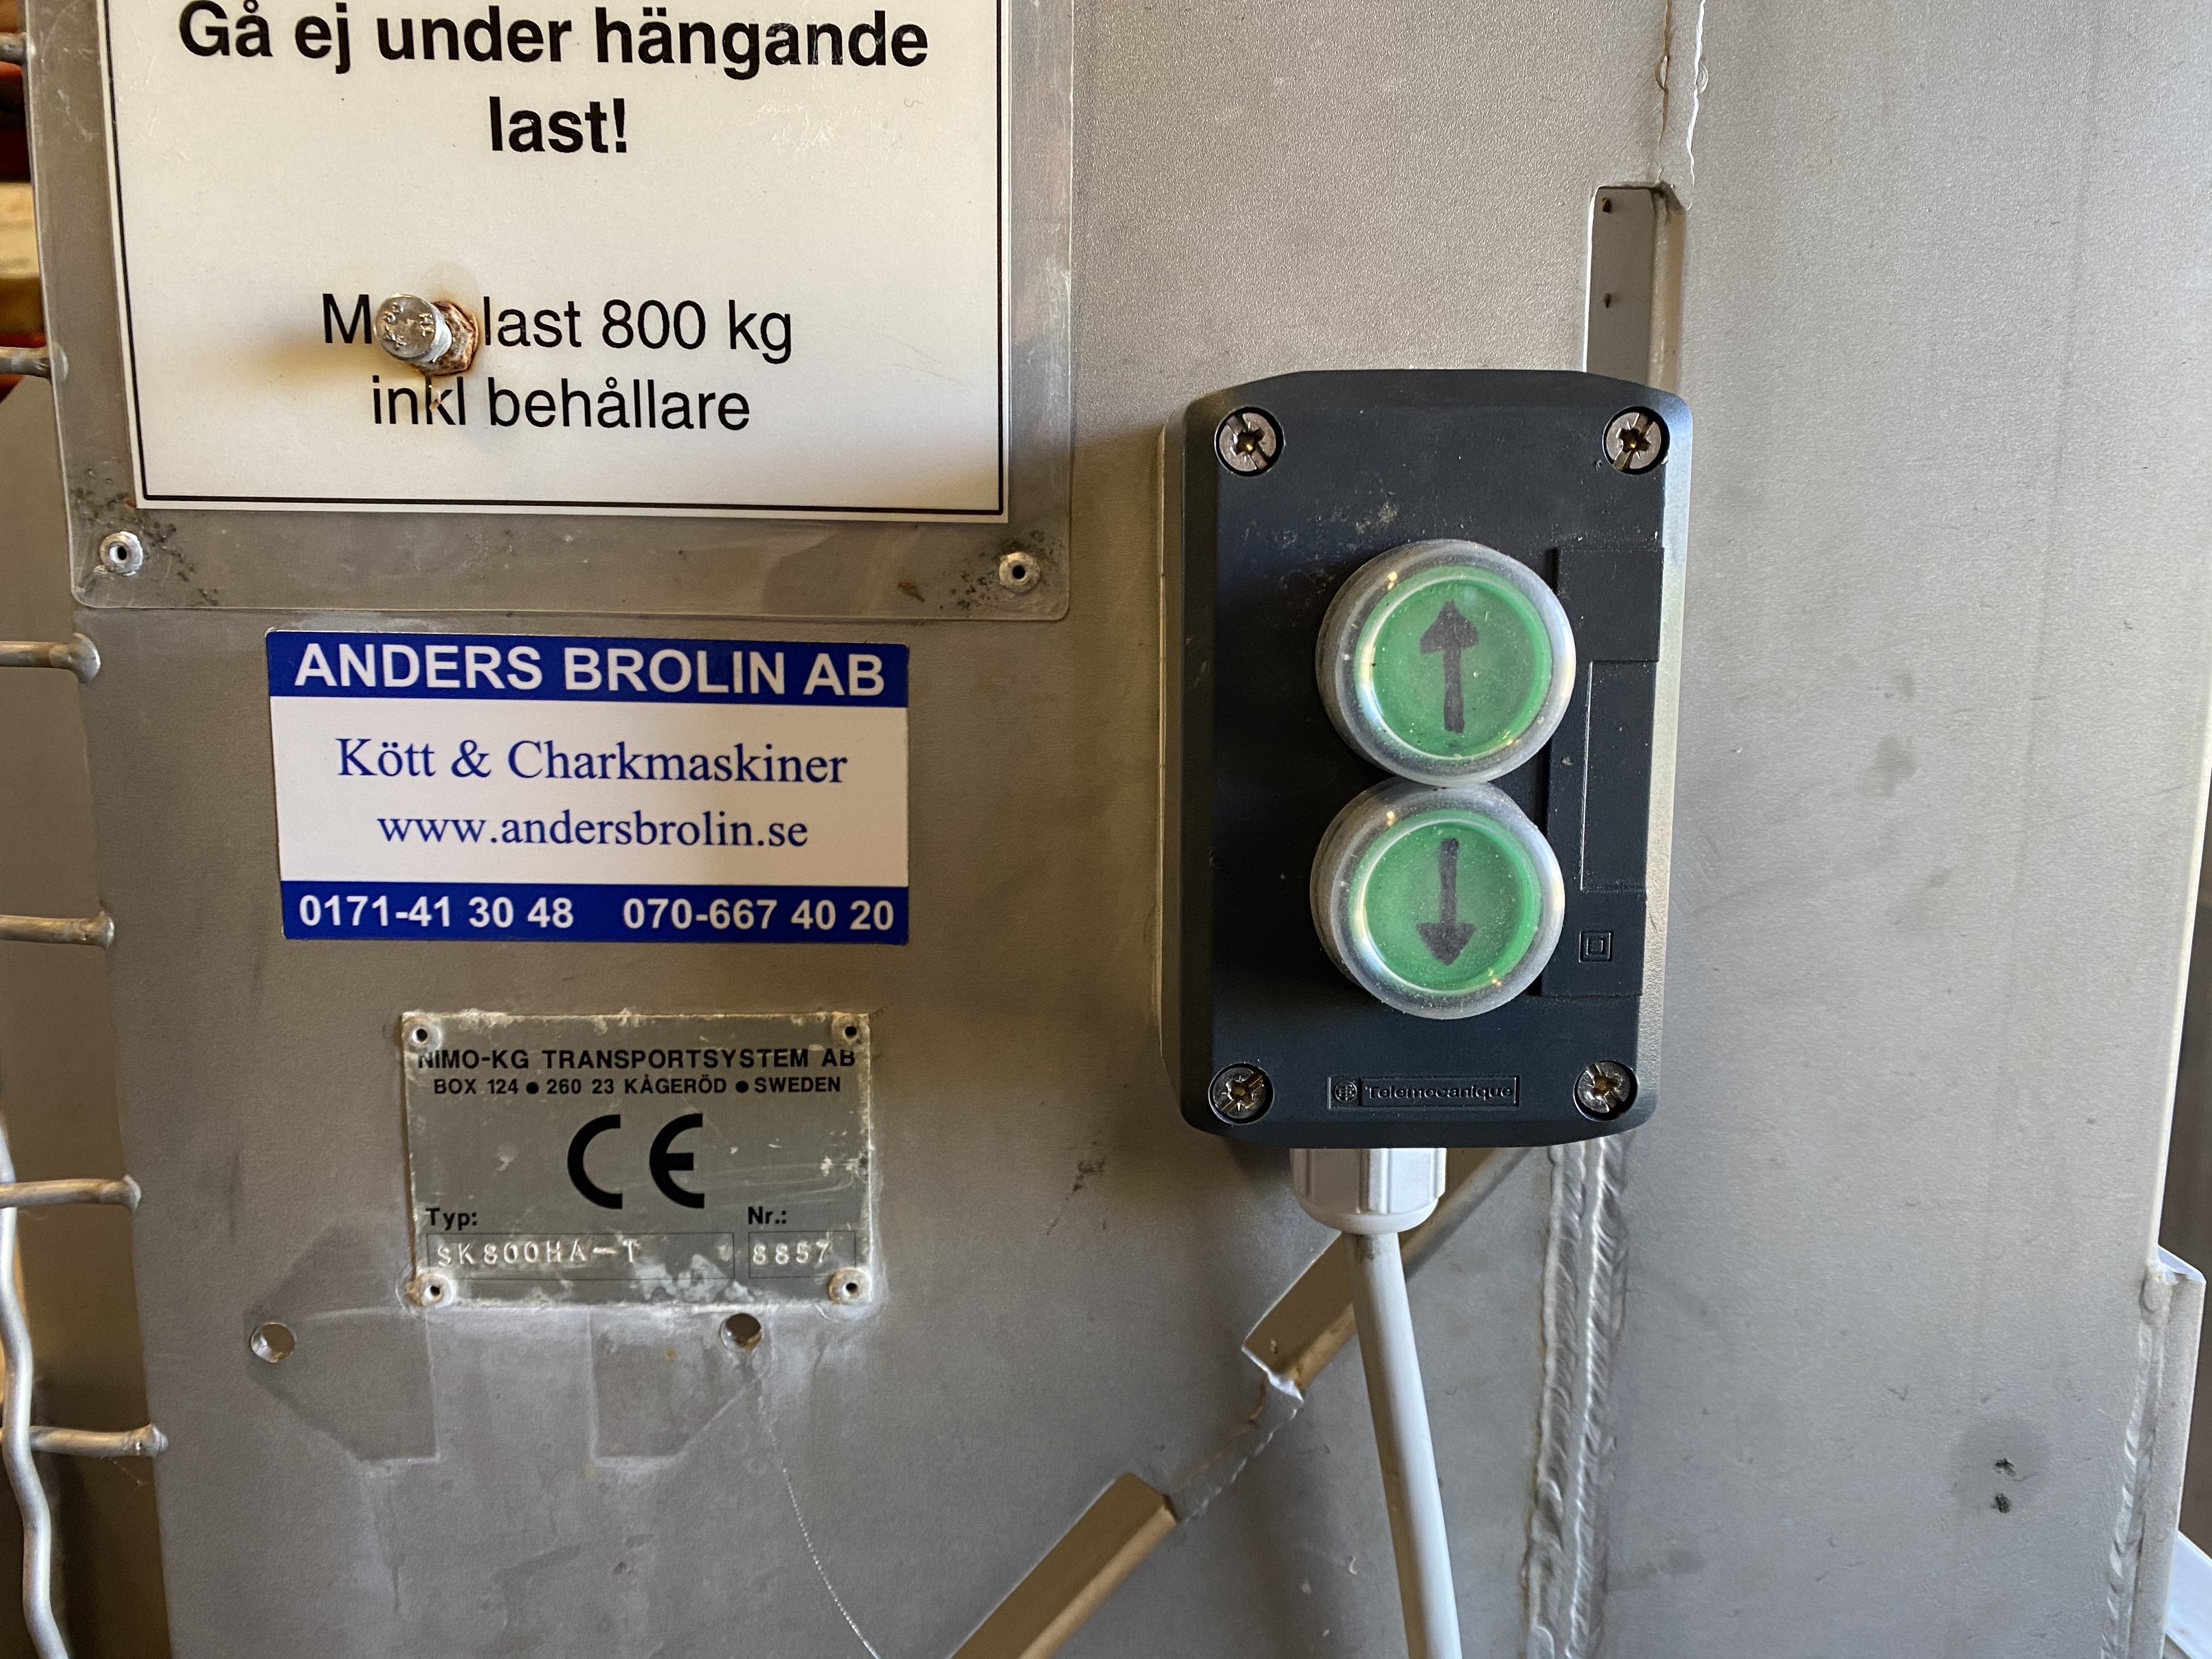 Gå ej under hängande
last!
last 800 kg
inkl behållare
ANDERS BROLIN AB
Kött & Charkmaskiner
www.andersbrolin.se
0171-41 30 48 070-667 40 20
NIMO-KG TRANSPORTSYSTEM AB
BOX 124 ● 260 23 KÅGERÖD ● SWEDEN
CE
Typ: Nr.:
SK800HA-T 8857
Telemecanique